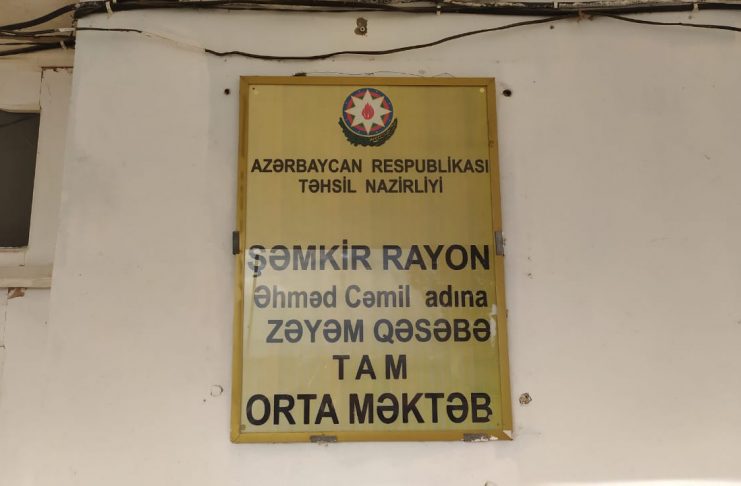 AZƏRBAYCAN RESPUBLİKASI
TƏHSİL NAZİRLİYİ
ŞƏMKİR RAYON
Əhməd Cəmil adına
ZƏYƏM QƏSƏBƏ
TAM
ORTA MƏKTƏB